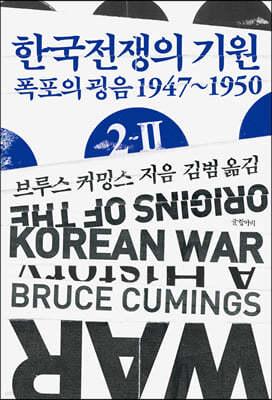 한국전쟁의 기원
폭포의 굉음 1947~1950
2-II
브루스 커밍스 지음 김범 옮김
ORIGINS OF THE
글항아리
KOREAN WAR
A History
BRUCE CUMINGS
WAR